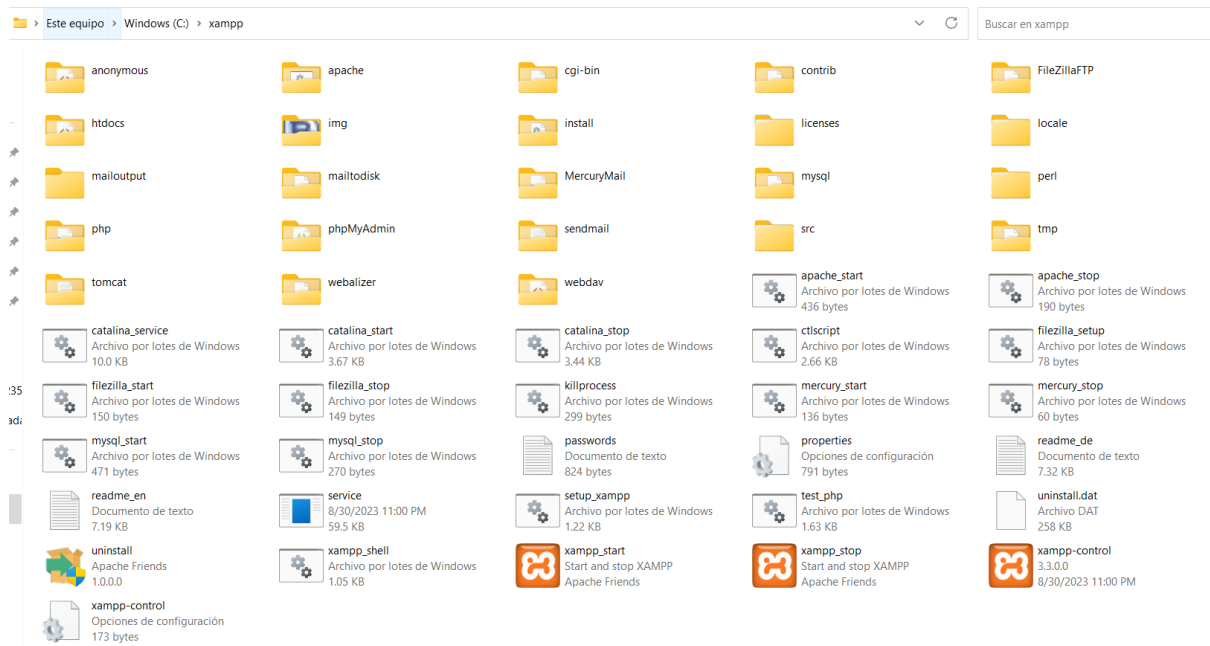 Este equipo > Windows (C:) > xampp
Buscar en xampp
anonymous
apache
cgi-bin
contrib
FileZillaFTP
htdocs
img
install
licenses
locale
mailoutput
mailtodisk
MercuryMail
mysql
perl
php
phpMyAdmin
sendmail
src
tmp
tomcat
webalizer
webdav
apache_start
Archivo por lotes de Windows
436 bytes
apache_stop
Archivo por lotes de Windows
190 bytes
catalina_service
Archivo por lotes de Windows
10.0 KB
catalina_start
Archivo por lotes de Windows
3.67 KB
catalina_stop
Archivo por lotes de Windows
3.44 KB
ctlscript
Archivo por lotes de Windows
2.66 KB
filezilla_setup
Archivo por lotes de Windows
78 bytes
filezilla_start
Archivo por lotes de Windows
150 bytes
filezilla_stop
Archivo por lotes de Windows
149 bytes
killprocess
Archivo por lotes de Windows
299 bytes
mercury_start
Archivo por lotes de Windows
136 bytes
mercury_stop
Archivo por lotes de Windows
60 bytes
mysql_start
Archivo por lotes de Windows
471 bytes
mysql_stop
Archivo por lotes de Windows
270 bytes
passwords
Documento de texto
824 bytes
properties
Opciones de configuración
791 bytes
readme_de
Documento de texto
7.32 KB
readme_en
Documento de texto
7.19 KB
service
8/30/2023 11:00 PM
59.5 KB
setup_xampp
Archivo por lotes de Windows
1.22 KB
test_php
Archivo por lotes de Windows
1.63 KB
uninstall.dat
Archivo DAT
258 KB
uninstall
Apache Friends
1.0.0.0
xampp_shell
Archivo por lotes de Windows
1.05 KB
xampp_start
Start and stop XAMPP
Apache Friends
xampp_stop
Start and stop XAMPP
Apache Friends
xampp-control
3.3.0.0
8/30/2023 11:00 PM
xampp-control
Opciones de configuración
173 bytes